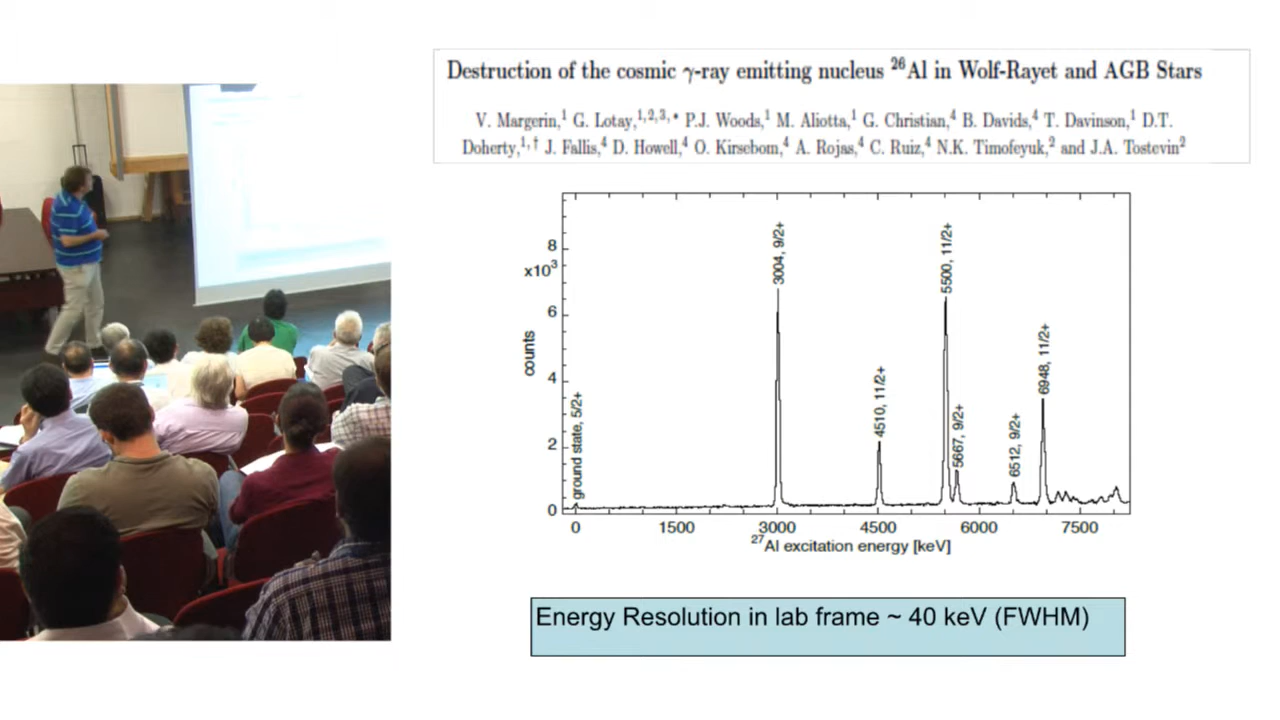 Destruction of the cosmic γ-ray emitting nucleus ²⁶Al in Wolf-Rayet and AGB Stars
V. Margerin,¹ G. Lotay,¹,²,³,* P.J. Woods,¹ M. Aliotta,¹ G. Christian,⁴ B. Davids,⁴ T. Davinson,¹ D.T.
Doherty,¹,† J. Fallis,⁴ D. Howell,⁴ O. Kirsebom,⁴ A. Rojas,⁴ C. Ruiz,⁴ N.K. Timofeyuk,² and J.A. Tostevin²
8
x10³
6
4
2
0
counts
ground state, 5/2+
3004, 9/2+
4510, 11/2+
5500, 11/2+
5667, 9/2+
6512, 9/2+
6948, 11/2+
0 1500 3000 4500 6000 7500
²⁷Al excitation energy [keV]
Energy Resolution in lab frame ~ 40 keV (FWHM)